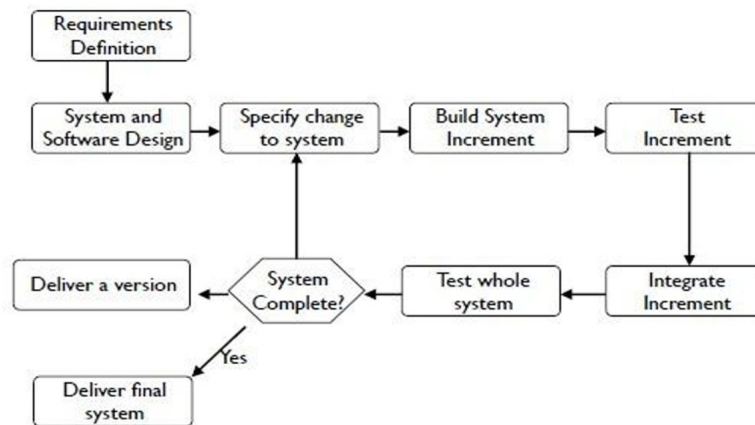 Requirements
Definition
System and
Software Design
Specify change
to system
Build System
Increment
Test
Increment
Deliver a version
System
Complete?
Test whole
system
Integrate
Increment
Yes
Deliver final
system